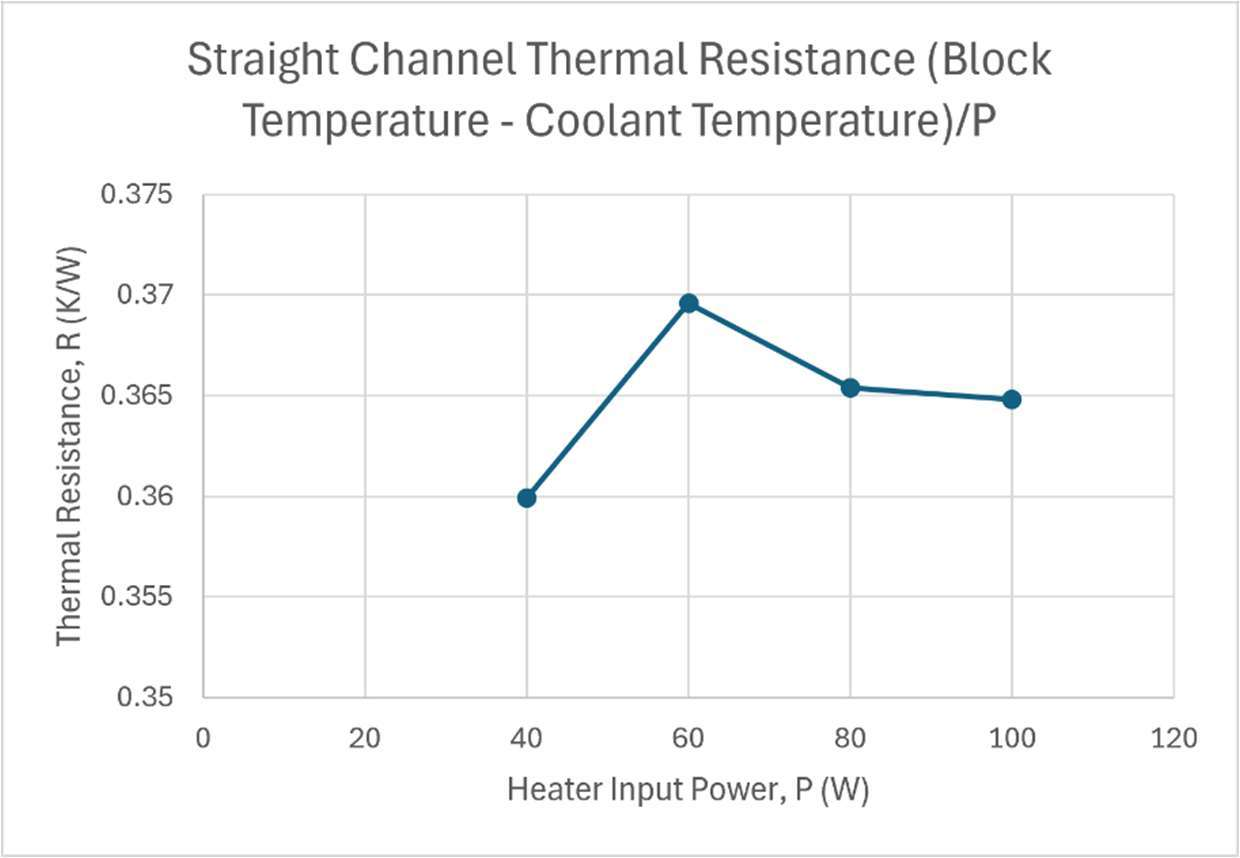 Straight Channel Thermal Resistance (Block
Temperature - Coolant Temperature)/P
Thermal Resistance, R (K/W)
0.375
0.37
0.365
0.36
0.355
0.35
0 20 40 60 80 100 120
Heater Input Power, P (W)